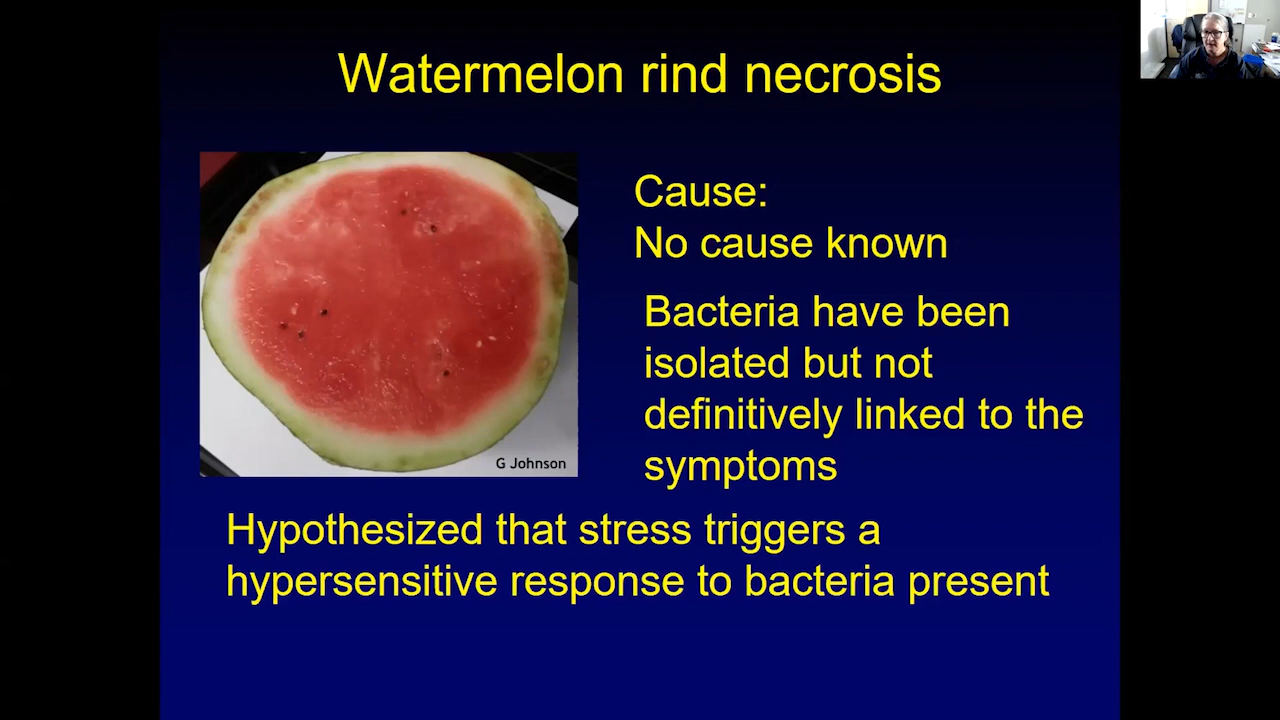 Watermelon rind necrosis
Cause:
No cause known
Bacteria have been
isolated but not
definitively linked to the
symptoms
G Johnson
Hypothesized that stress triggers a
hypersensitive response to bacteria present